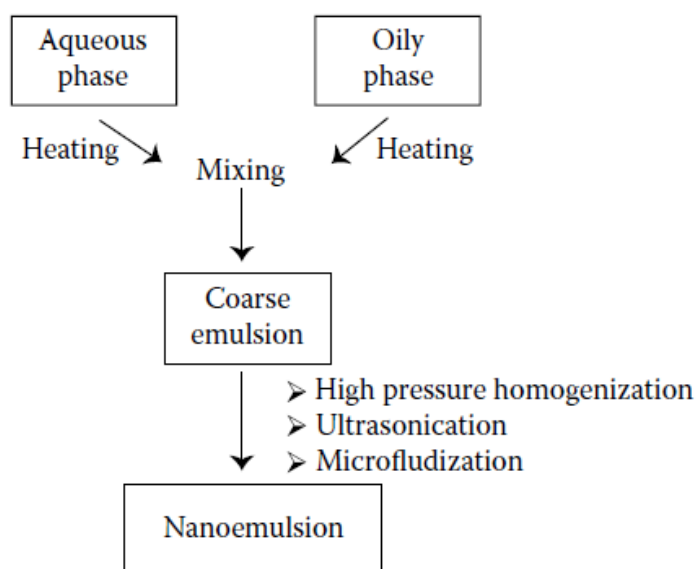 Aqueous
phase
Oily
phase
Heating
Heating
Mixing
Coarse
emulsion
➢ High pressure homogenization
➢ Ultrasonication
➢ Microfludization
Nanoemulsion